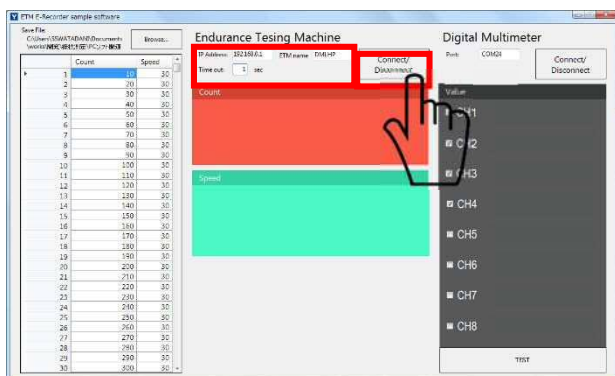 ETM E-Recorder sample software
Save File
Browse...
Count Speed
1 10 30
2 20 30
3 30 30
4 40 30
5 50 30
6 60 30
7 70 30
8 80 30
9 90 30
10 100 30
11 110 30
12 120 30
13 130 30
14 140 30
15 150 30
16 160 30
17 170 30
18 180 30
19 190 30
20 200 30
21 210 30
22 220 30
23 230 30
24 240 30
25 250 30
26 260 30
27 270 30
28 280 30
29 290 30
30 300 30
Endurance Tesing Machine
IP Address 192.168.0.1 ETM name DMLHP
Time out 1 sec
Connect/
Disconnect
Count
Speed
Digital Multimeter
Port COM24
Connect/
Disconnect
Value
CH1
CH2
CH3
CH4
CH5
CH6
CH7
CH8
TEST